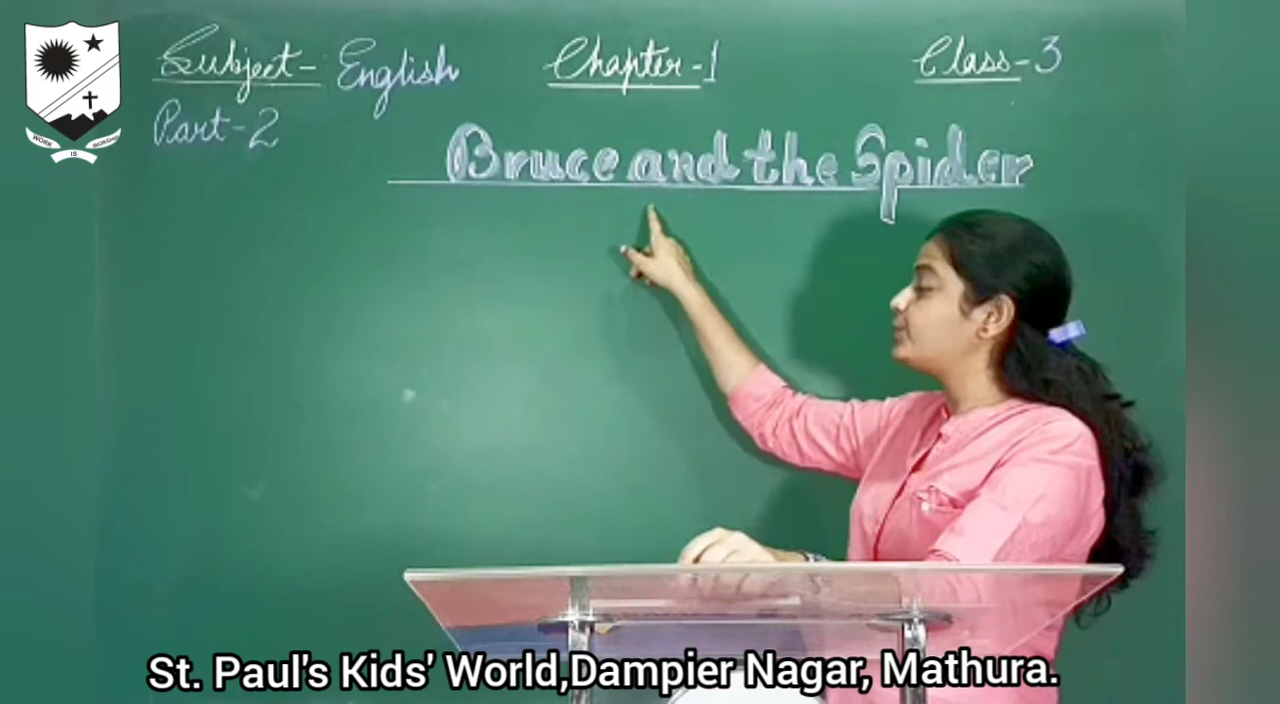 Subject- English Chapter-1 Class-3
Part-2
Bruce and the Spider
WORK IS WORSHIP
St. Paul's Kids' World,Dampier Nagar, Mathura.